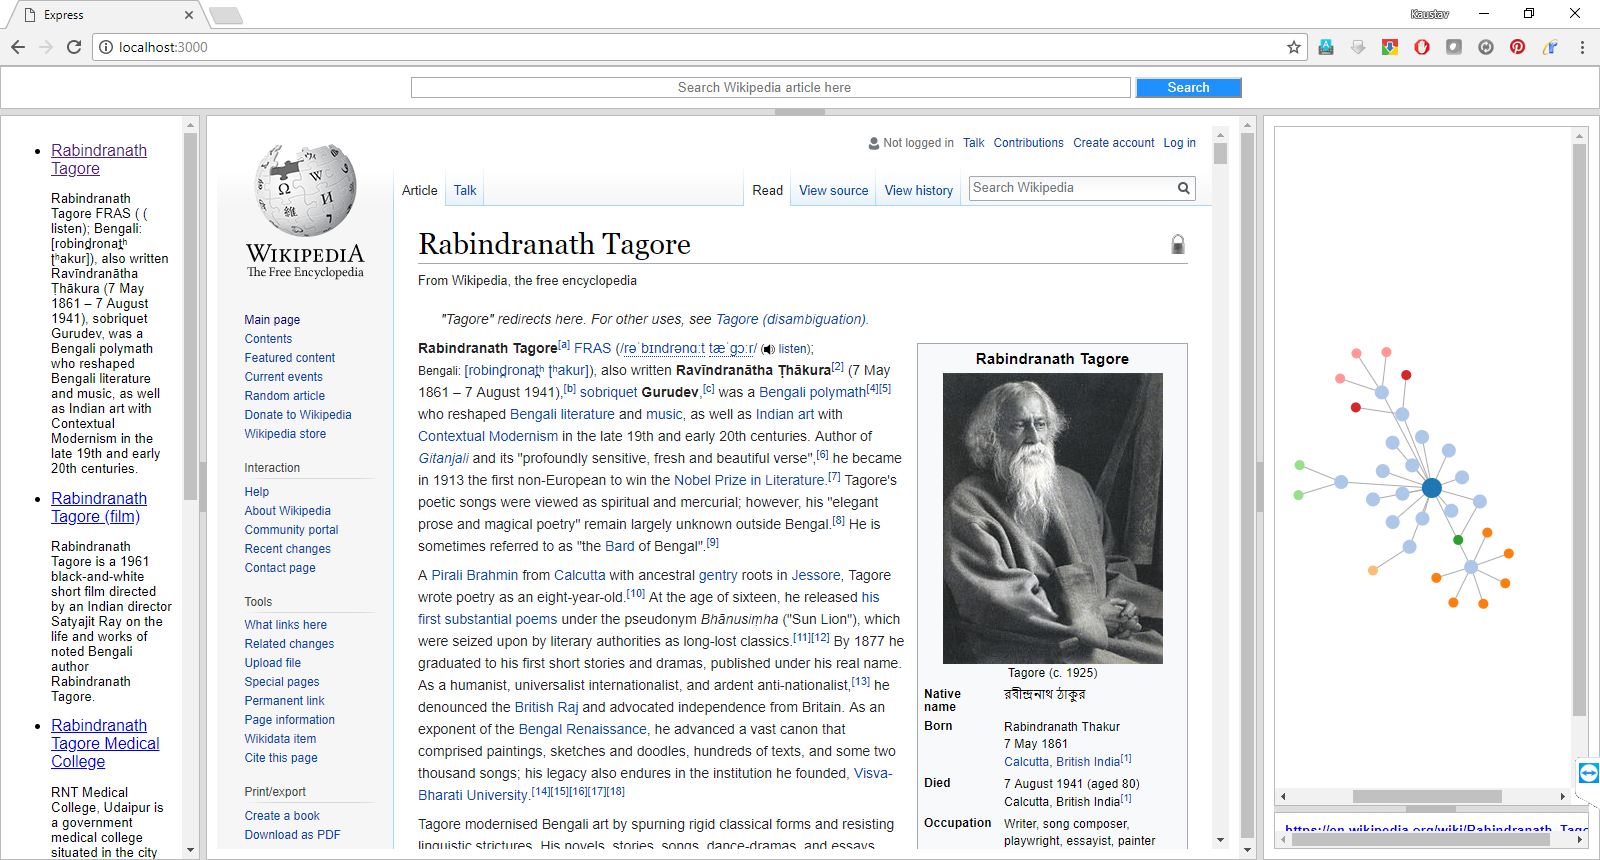 Express
Kaustav
localhost:3000
Search Wikipedia article here
Search
Rabindranath
Tagore
Rabindranath
Tagore FRAS ( (
listen); Bengali:
[robind̪ronat̪ʰ
ʈʰakur]), also written
Ravīndranātha
Ṭhākura (7 May
1861 – 7 August
1941), sobriquet
Gurudev, was a
Bengali polymath
who reshaped
Bengali literature
and music, as well
as Indian art with
Contextual
Modernism in the
late 19th and early
20th centuries.
Rabindranath
Tagore (film)
Rabindranath
Tagore is a 1961
black-and-white
short film directed
by an Indian director
Satyajit Ray on the
life and works of
noted Bengali
author
Rabindranath
Tagore.
Rabindranath
Tagore Medical
College
RNT Medical
College, Udaipur is
a government
medical college
situated in the city
WIKIPEDIA
The Free Encyclopedia
Main page
Contents
Featured content
Current events
Random article
Donate to Wikipedia
Wikipedia store
Interaction
Help
About Wikipedia
Community portal
Recent changes
Contact page
Tools
What links here
Related changes
Upload file
Special pages
Permanent link
Page information
Wikidata item
Cite this page
Print/export
Create a book
Download as PDF
Not logged in Talk Contributions Create account Log in
Article Talk Read View source View history Search Wikipedia
Rabindranath Tagore
From Wikipedia, the free encyclopedia
"Tagore" redirects here. For other uses, see Tagore (disambiguation).
Rabindranath Tagore[a] FRAS (/rəˈbɪndrənɑːt tæˈɡɔːr/ ( listen);
Bengali: [robind̪ronat̪ʰ ʈʰakur]), also written Ravīndranātha Ṭhākura[2] (7 May
1861 – 7 August 1941),[b] sobriquet Gurudev,[c] was a Bengali polymath[4][5]
who reshaped Bengali literature and music, as well as Indian art with
Contextual Modernism in the late 19th and early 20th centuries. Author of
Gitanjali and its "profoundly sensitive, fresh and beautiful verse",[6] he became
in 1913 the first non-European to win the Nobel Prize in Literature.[7] Tagore's
poetic songs were viewed as spiritual and mercurial; however, his "elegant
prose and magical poetry" remain largely unknown outside Bengal.[8] He is
sometimes referred to as "the Bard of Bengal".[9]
A Pirali Brahmin from Calcutta with ancestral gentry roots in Jessore, Tagore
wrote poetry as an eight-year-old.[10] At the age of sixteen, he released his
first substantial poems under the pseudonym Bhānusiṃha ("Sun Lion"), which
were seized upon by literary authorities as long-lost classics.[11][12] By 1877 he
graduated to his first short stories and dramas, published under his real name.
As a humanist, universalist internationalist, and ardent anti-nationalist,[13] he
denounced the British Raj and advocated independence from Britain. As an
exponent of the Bengal Renaissance, he advanced a vast canon that
comprised paintings, sketches and doodles, hundreds of texts, and some two
thousand songs; his legacy also endures in the institution he founded, Visva-
Bharati University.[14][15][16][17][18]
Tagore modernised Bengali art by spurning rigid classical forms and resisting
linguistic strictures. His novels, stories, songs, dance-dramas, and essays
Rabindranath Tagore
Tagore (c. 1925)
Native name রবীন্দ্রনাথ ঠাকুর
Born Rabindranath Thakur
7 May 1861
Calcutta, British India[1]
Died 7 August 1941 (aged 80)
Calcutta, British India[1]
Occupation Writer, song composer,
playwright, essayist, painter
https://en.wikipedia.org/wiki/Rabindranath_Tago